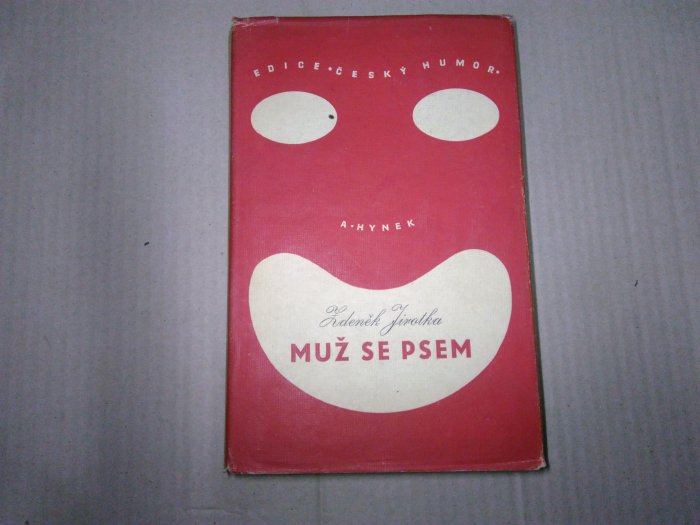 EDICE•ČESKÝ HUMOR•
A•HYNEK
Zdeněk Jirotka
MUŽ SE PSEM